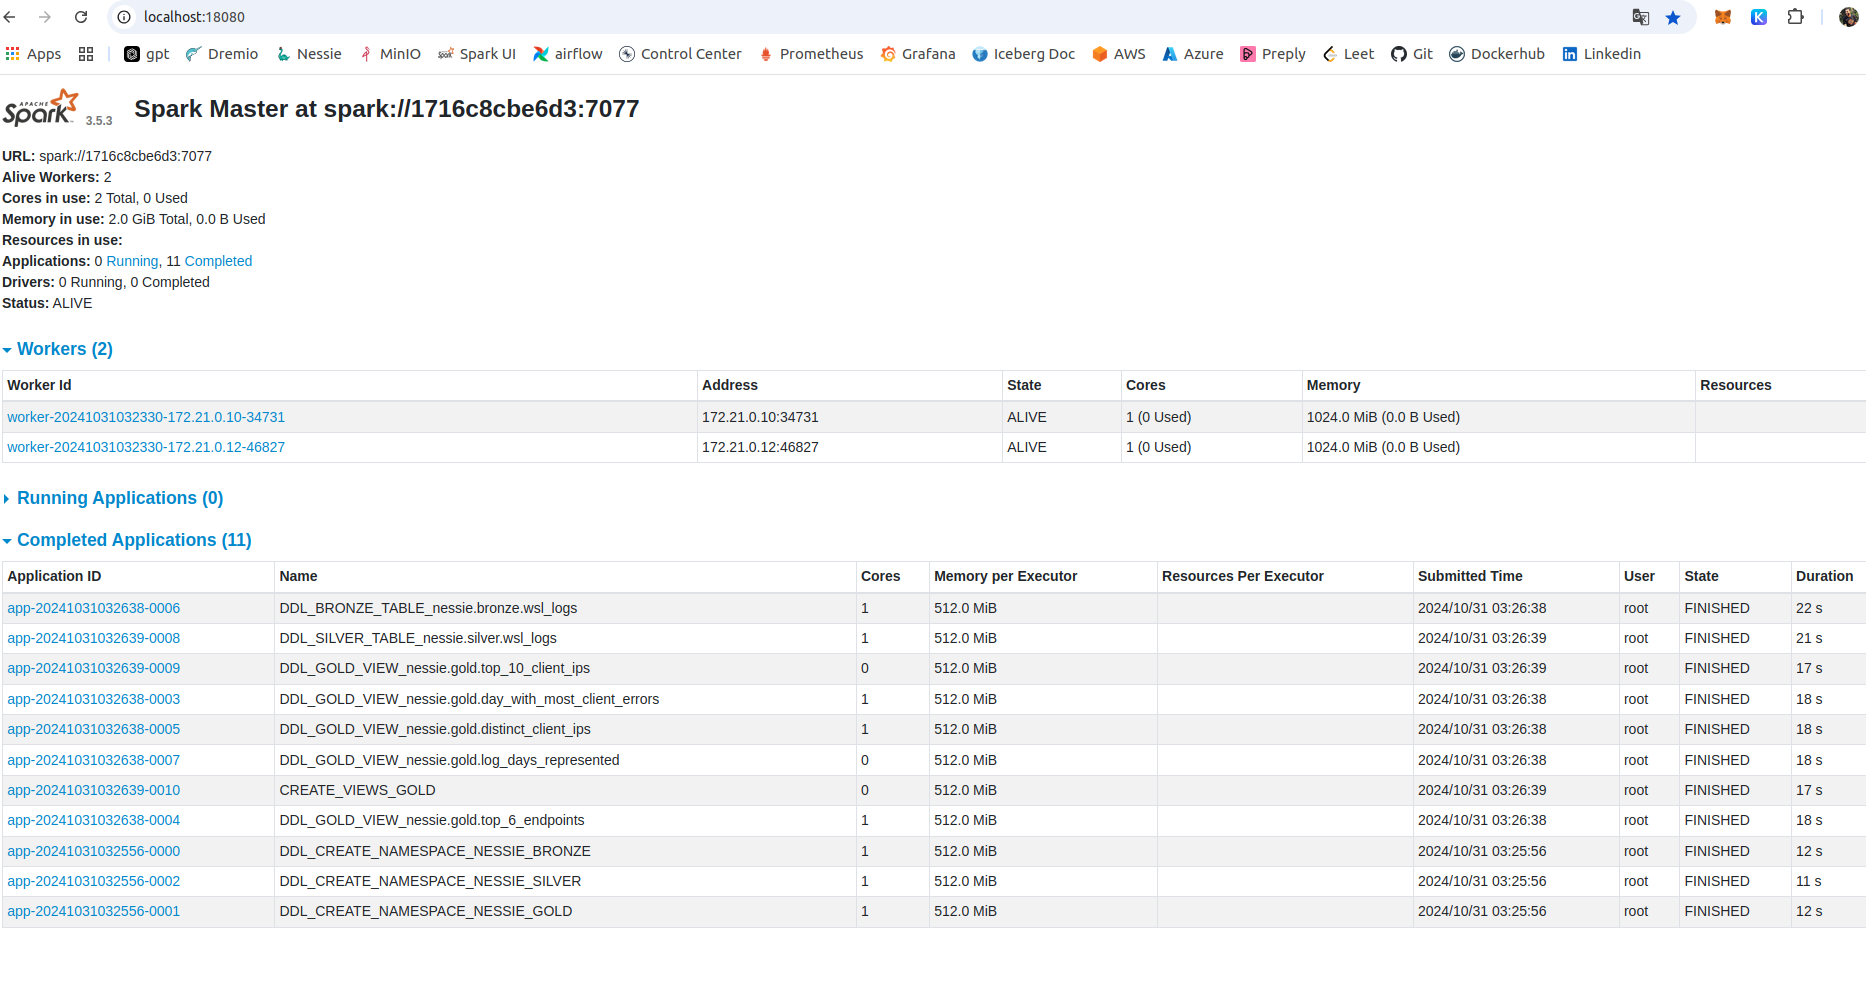 localhost:18080
Apps gpt Dremio Nessie MinIO Spark UI airflow Control Center Prometheus Grafana Iceberg Doc AWS Azure Preply Leet Git Dockerhub Linkedin
APACHE Spark 3.5.3 Spark Master at spark://1716c8cbe6d3:7077
URL: spark://1716c8cbe6d3:7077
Alive Workers: 2
Cores in use: 2 Total, 0 Used
Memory in use: 2.0 GiB Total, 0.0 B Used
Resources in use:
Applications: 0 Running, 11 Completed
Drivers: 0 Running, 0 Completed
Status: ALIVE
Workers (2)
Worker Id Address State Cores Memory Resources
worker-20241031032330-172.21.0.10-34731 172.21.0.10:34731 ALIVE 1 (0 Used) 1024.0 MiB (0.0 B Used)
worker-20241031032330-172.21.0.12-46827 172.21.0.12:46827 ALIVE 1 (0 Used) 1024.0 MiB (0.0 B Used)
Running Applications (0)
Completed Applications (11)
Application ID Name Cores Memory per Executor Resources Per Executor Submitted Time User State Duration
app-20241031032638-0006 DDL_BRONZE_TABLE_nessie.bronze.wsl_logs 1 512.0 MiB 2024/10/31 03:26:38 root FINISHED 22 s
app-20241031032639-0008 DDL_SILVER_TABLE_nessie.silver.wsl_logs 1 512.0 MiB 2024/10/31 03:26:39 root FINISHED 21 s
app-20241031032639-0009 DDL_GOLD_VIEW_nessie.gold.top_10_client_ips 0 512.0 MiB 2024/10/31 03:26:39 root FINISHED 17 s
app-20241031032638-0003 DDL_GOLD_VIEW_nessie.gold.day_with_most_client_errors 1 512.0 MiB 2024/10/31 03:26:38 root FINISHED 18 s
app-20241031032638-0005 DDL_GOLD_VIEW_nessie.gold.distinct_client_ips 1 512.0 MiB 2024/10/31 03:26:38 root FINISHED 18 s
app-20241031032638-0007 DDL_GOLD_VIEW_nessie.gold.log_days_represented 0 512.0 MiB 2024/10/31 03:26:38 root FINISHED 18 s
app-20241031032639-0010 CREATE_VIEWS_GOLD 0 512.0 MiB 2024/10/31 03:26:39 root FINISHED 17 s
app-20241031032638-0004 DDL_GOLD_VIEW_nessie.gold.top_6_endpoints 1 512.0 MiB 2024/10/31 03:26:38 root FINISHED 18 s
app-20241031032556-0000 DDL_CREATE_NAMESPACE_NESSIE_BRONZE 1 512.0 MiB 2024/10/31 03:25:56 root FINISHED 12 s
app-20241031032556-0002 DDL_CREATE_NAMESPACE_NESSIE_SILVER 1 512.0 MiB 2024/10/31 03:25:56 root FINISHED 11 s
app-20241031032556-0001 DDL_CREATE_NAMESPACE_NESSIE_GOLD 1 512.0 MiB 2024/10/31 03:25:56 root FINISHED 12 s